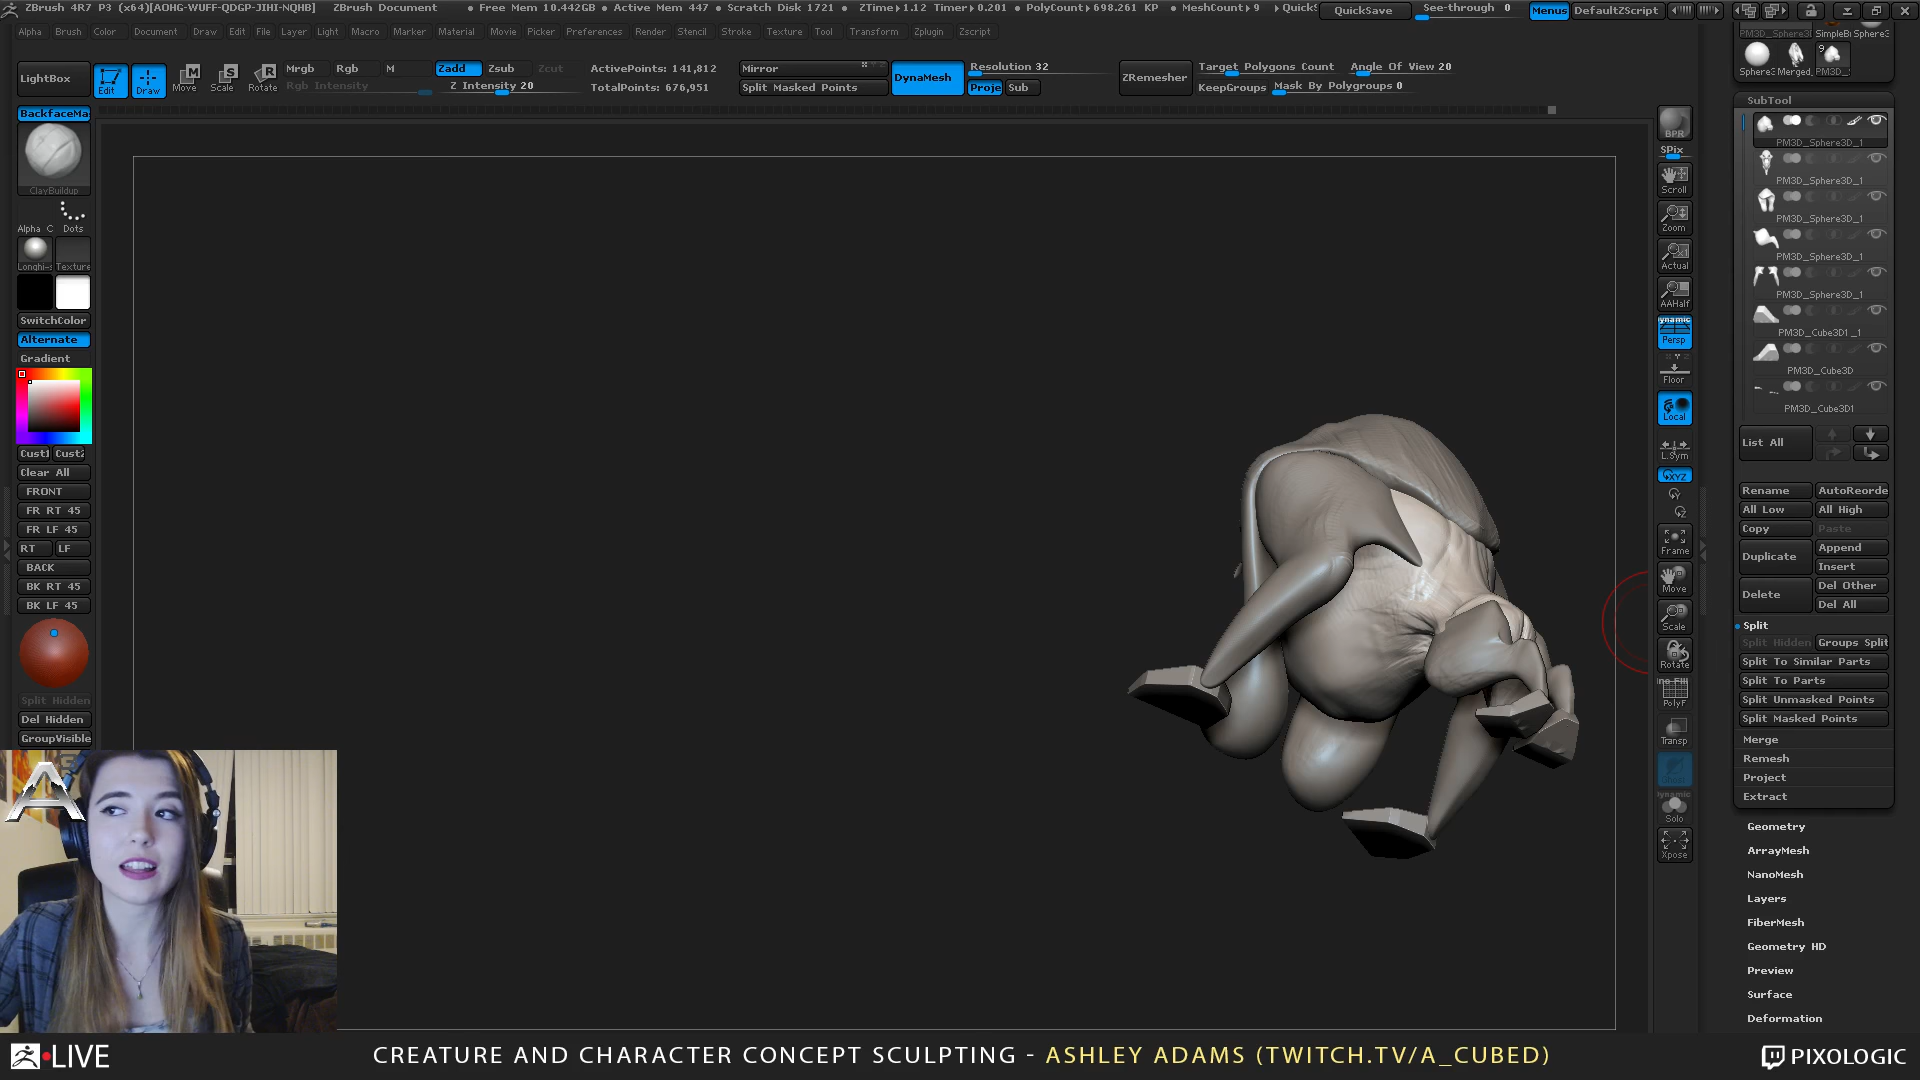 ZBrush 4R7 P3 (x64)[AOHG-WUFF-QDGP-JIHI-NQHB] ZBrush Document • Free Mem 10.442GB • Active Mem 447 • Scratch Disk 1721 • ZTime▸1.12 Timer▸0.201 • PolyCount▸698.261 KP • MeshCount▸9 QuickSave See-through 0 Menus DefaultZScript
Alpha Brush Color Document Draw Edit File Layer Light Macro Marker Material Movie Picker Preferences Render Stencil Stroke Texture Tool Transform Zplugin Zscript
LightBox Edit Draw Move Scale Rotate
Mrgb Rgb M Zadd Zsub Zcut
Rgb Intensity Z Intensity 20
ActivePoints: 141,812
TotalPoints: 676,951
Mirror
Split Masked Points
DynaMesh
Resolution 32
Proje Sub
ZRemesher
Target Polygons Count Angle Of View 20
KeepGroups Mask By Polygroups 0
BackfaceMa
ClayBuildup
Alpha C Dots
Texture
SwitchColor
Alternate
Gradient
Cust1 Cust2
Clear All
FRONT
FR RT 45
FR LF 45
RT LF
BACK
BK RT 45
BK LF 45
Split Hidden
Del Hidden
GroupVisible
BPR
SPix
Scroll
Zoom
Actual
AAHalf
Persp
Floor
Local
L.Sym
Frame
Move
Scale
Rotate
PolyF
Transp
Solo
Xpose
Merged_
SubTool
PM3D_Sphere3D_1
PM3D_Sphere3D_1
PM3D_Sphere3D_1
PM3D_Sphere3D_1
PM3D_Sphere3D_1
PM3D_Cube3D1_1
PM3D_Cube3D
PM3D_Cube3D1
List All
Rename AutoReorde
All Low All High
Copy Paste
Duplicate Append
Insert
Delete Del Other
Del All
Split
Split Hidden Groups Split
Split To Similar Parts
Split To Parts
Split Unmasked Points
Split Masked Points
Merge
Remesh
Project
Extract
Geometry
ArrayMesh
NanoMesh
Layers
FiberMesh
Geometry HD
Preview
Surface
Deformation
LIVE
CREATURE AND CHARACTER CONCEPT SCULPTING - ASHLEY ADAMS (TWITCH.TV/A_CUBED)
PIXOLOGIC